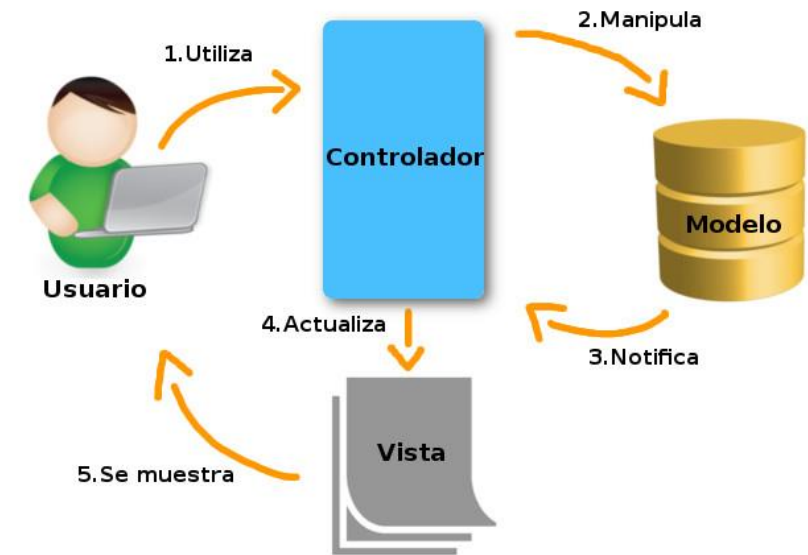 2.Manipula
1.Utiliza
Controlador
Modelo
Usuario
4.Actualiza
3.Notifica
Vista
5.Se muestra